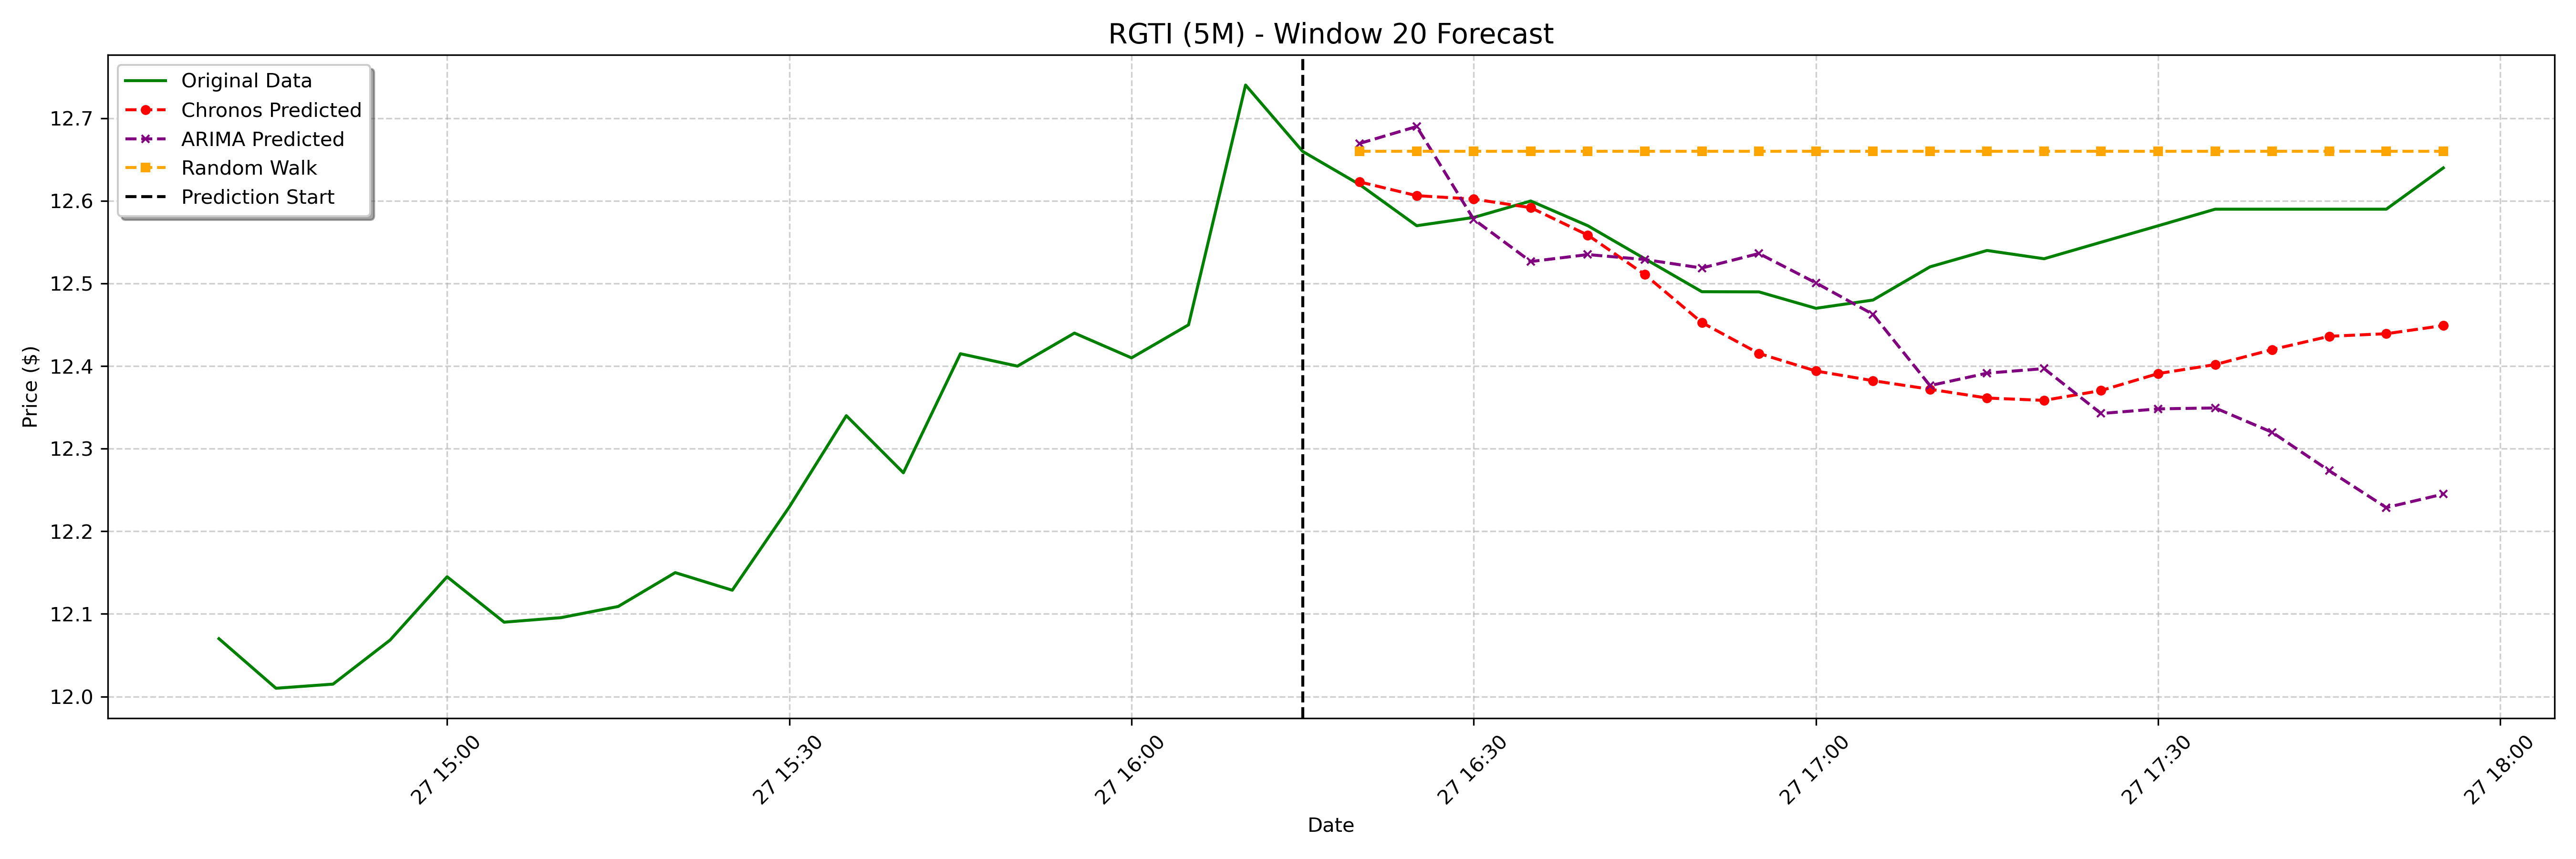 RGTI (5M) - Window 20 Forecast
Original Data
Chronos Predicted
ARIMA Predicted
Random Walk
Prediction Start
Price ($)
12.7
12.6
12.5
12.4
12.3
12.2
12.1
12.0
27 15:00
27 15:30
27 16:00
27 16:30
27 17:00
27 17:30
27 18:00
Date